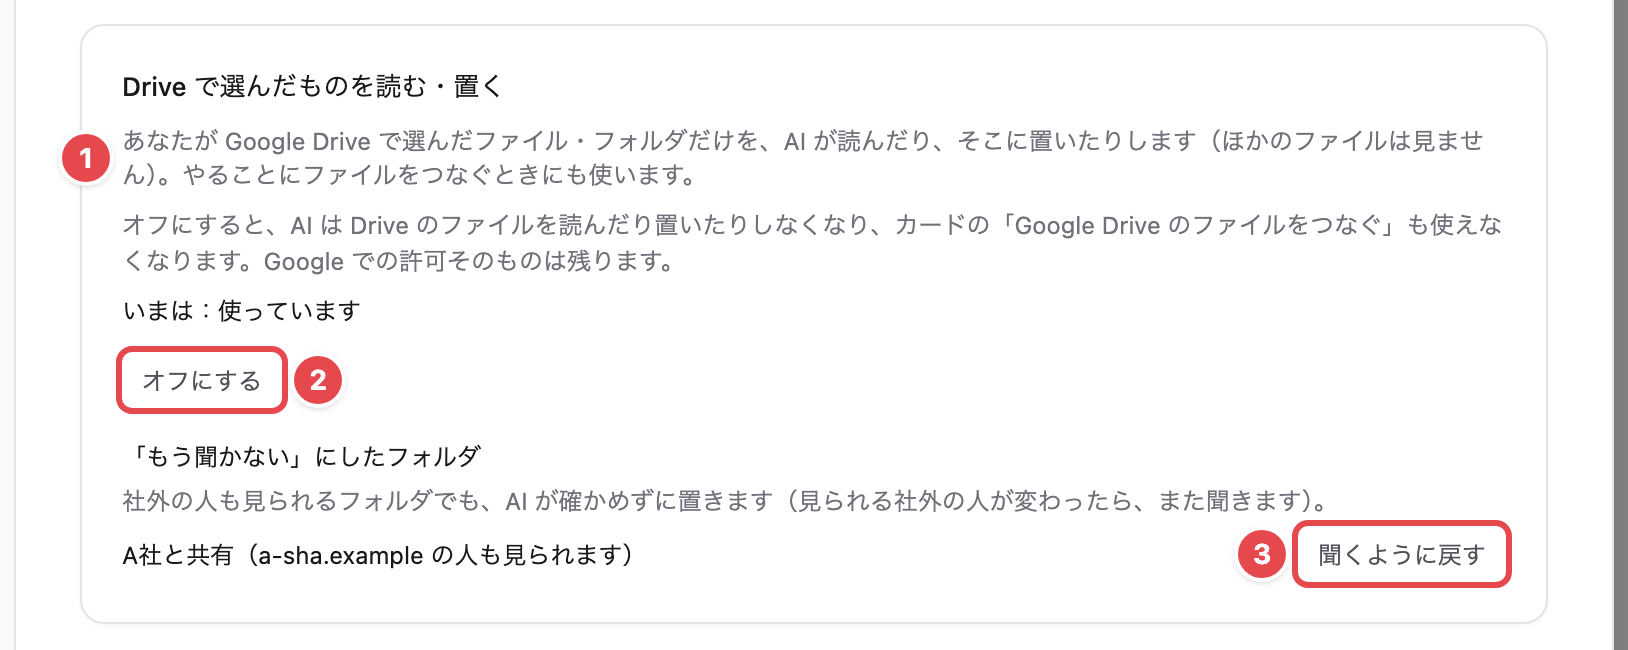 Drive で選んだものを読む・置く
1
あなたが Google Drive で選んだファイル・フォルダだけを、AI が読んだり、そこに置いたりします（ほかのファイルは見ませ
ん）。やることにファイルをつなぐときにも使います。
オフにすると、AI は Drive のファイルを読んだり置いたりしなくなり、カードの「Google Drive のファイルをつなぐ」も使えな
くなります。Google での許可そのものは残ります。
いまは：使っています
オフにする 2
「もう聞かない」にしたフォルダ
社外の人も見られるフォルダでも、AI が確かめずに置きます（見られる社外の人が変わったら、また聞きます）。
A社と共有（a-sha.example の人も見られます） 3 聞くように戻す